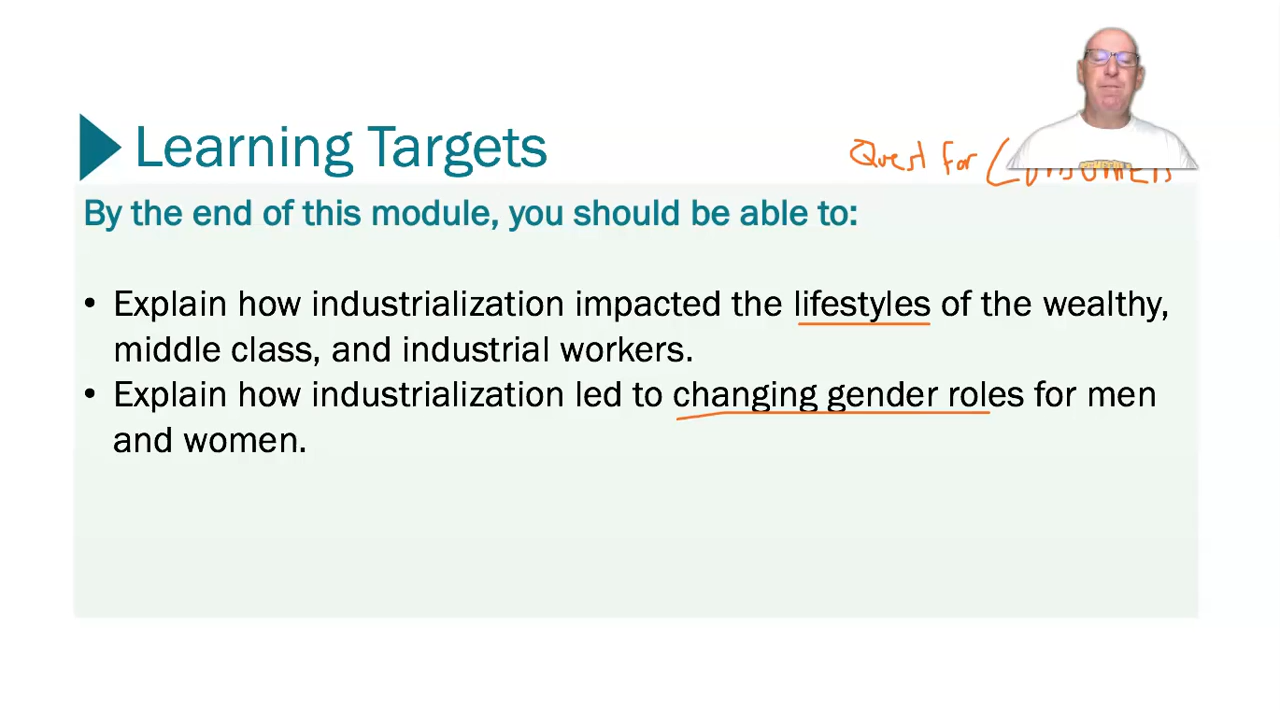 Learning Targets
Quest for Consumers
By the end of this module, you should be able to:
• Explain how industrialization impacted the lifestyles of the wealthy,
middle class, and industrial workers.
• Explain how industrialization led to changing gender roles for men
and women.